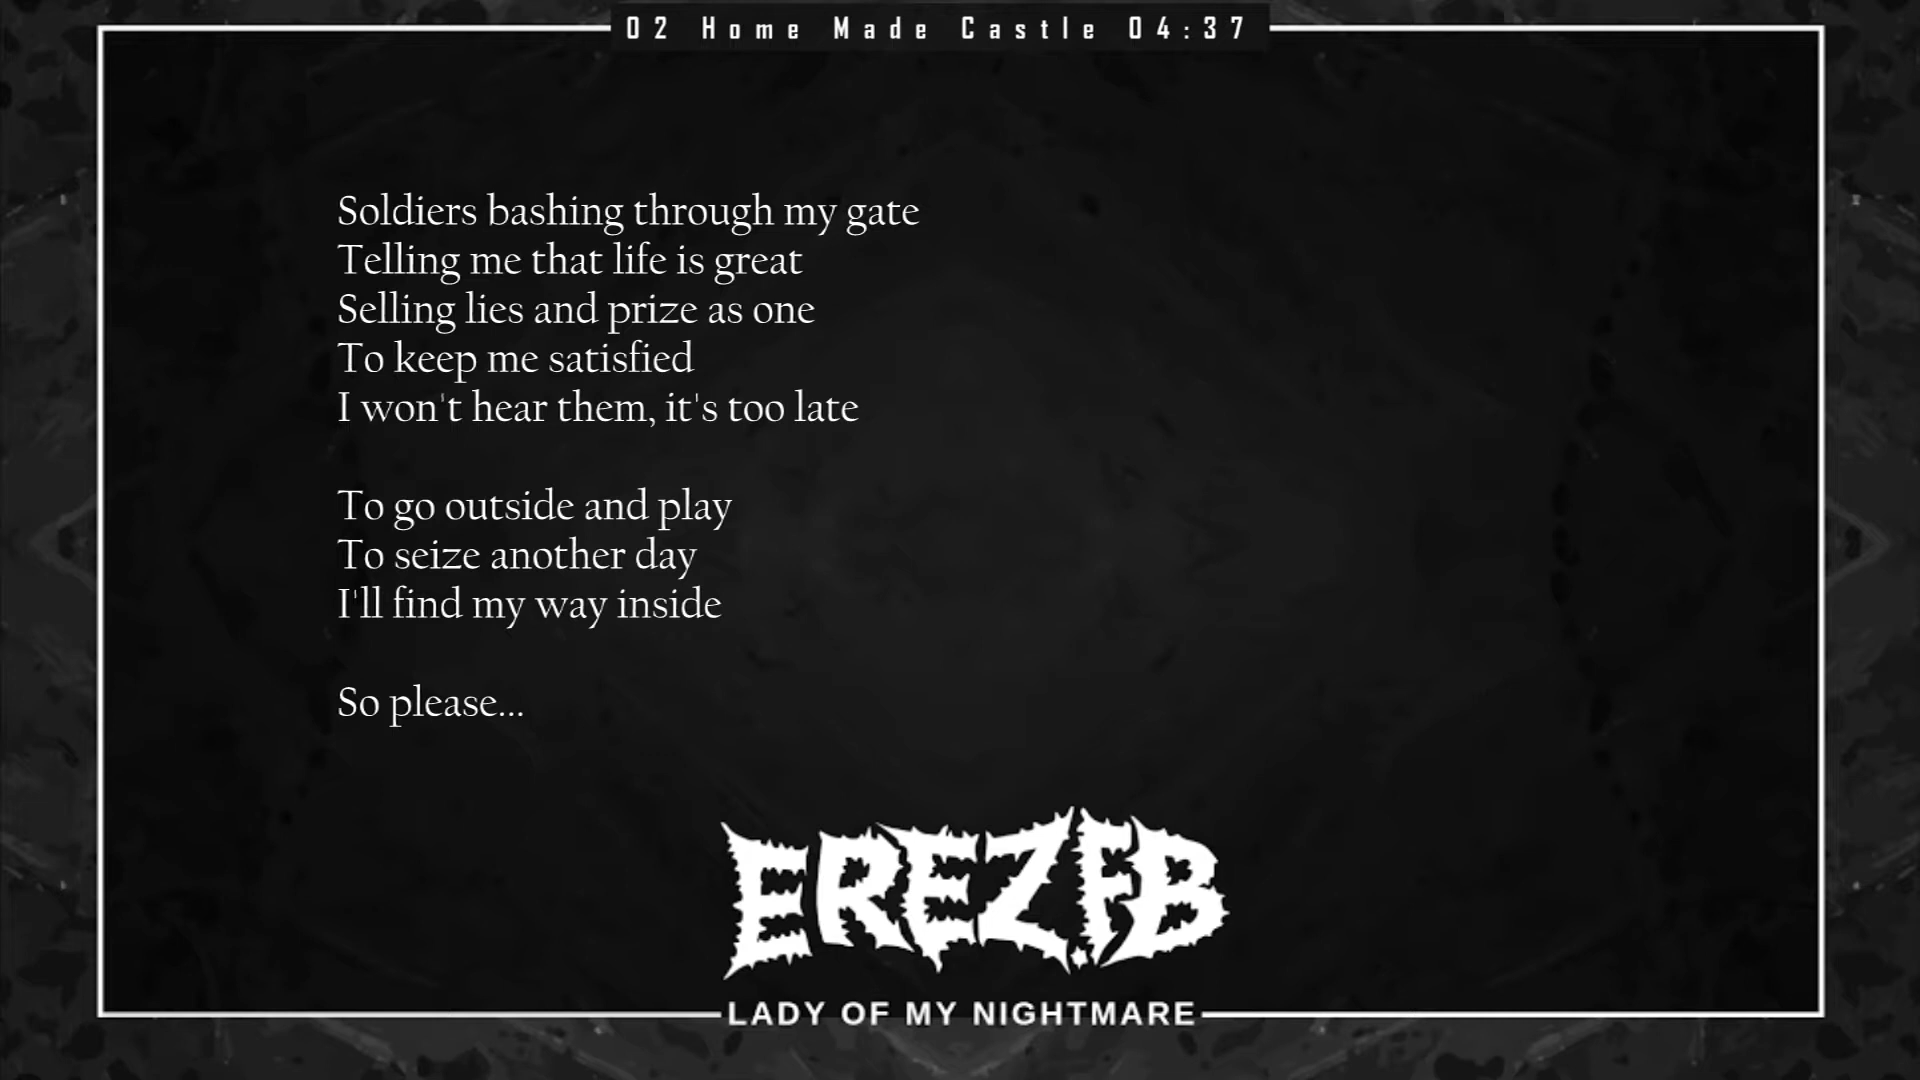 02 Home Made Castle 04:37
Soldiers bashing through my gate
Telling me that life is great
Selling lies and prize as one
To keep me satisfied
I won't hear them, it's too late
To go outside and play
To seize another day
I'll find my way inside
So please...
EREZ.FB
LADY OF MY NIGHTMARE